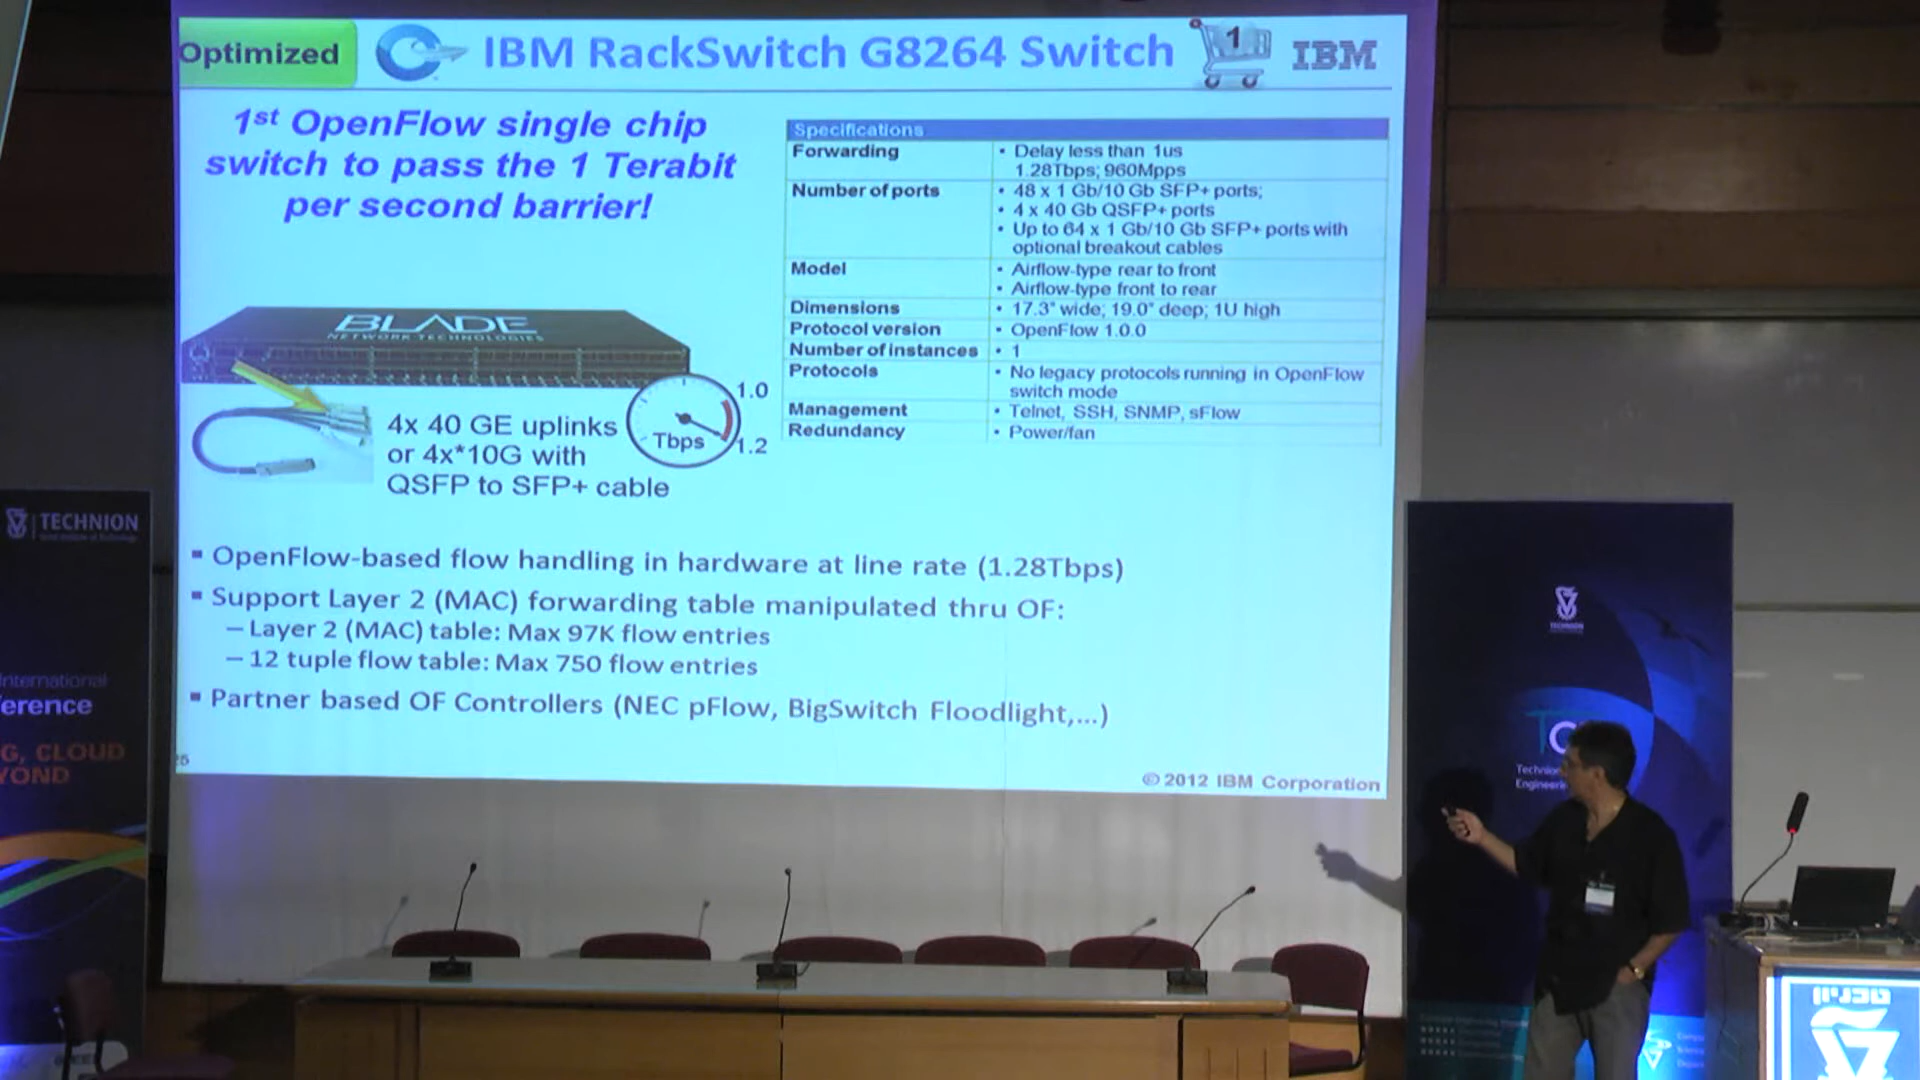 Optimized
IBM RackSwitch G8264 Switch
1
IBM
1st OpenFlow single chip
switch to pass the 1 Terabit
per second barrier!
BLADE
NETWORK TECHNOLOGIES
4x 40 GE uplinks
or 4x*10G with
QSFP to SFP+ cable
Tbps
1.0
1.2
Specifications
Forwarding
• Delay less than 1us
1.28Tbps; 960Mpps
Number of ports
• 48 x 1 Gb/10 Gb SFP+ ports;
• 4 x 40 Gb QSFP+ ports
• Up to 64 x 1 Gb/10 Gb SFP+ ports with
optional breakout cables
Model
• Airflow-type rear to front
• Airflow-type front to rear
Dimensions
• 17.3" wide; 19.0" deep; 1U high
Protocol version
• OpenFlow 1.0.0
Number of instances
• 1
Protocols
• No legacy protocols running in OpenFlow
switch mode
Management
• Telnet, SSH, SNMP, sFlow
Redundancy
• Power/fan
▪ OpenFlow-based flow handling in hardware at line rate (1.28Tbps)
▪ Support Layer 2 (MAC) forwarding table manipulated thru OF:
– Layer 2 (MAC) table: Max 97K flow entries
– 12 tuple flow table: Max 750 flow entries
▪ Partner based OF Controllers (NEC pFlow, BigSwitch Floodlight,...)
© 2012 IBM Corporation
TECHNION
International
erence
G, CLOUD
YOND
TECHNION
Technion
Engineeri
טכניון